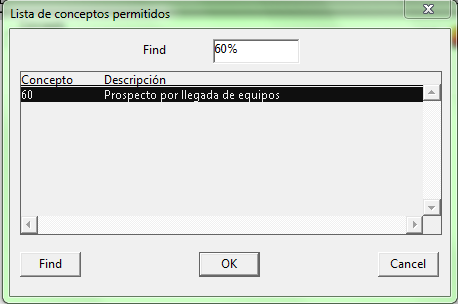 Lista de conceptos permitidos
Find 60%
Concepto Descripción
60 Prospecto por llegada de equipos
Find OK Cancel